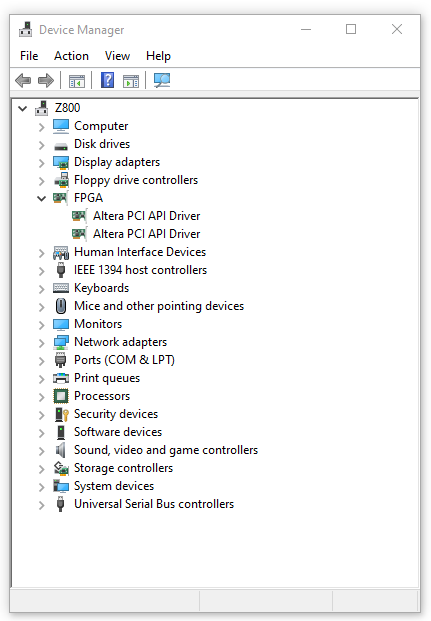 Device Manager
File Action View Help
Z800
Computer
Disk drives
Display adapters
Floppy drive controllers
FPGA
Altera PCI API Driver
Altera PCI API Driver
Human Interface Devices
IEEE 1394 host controllers
Keyboards
Mice and other pointing devices
Monitors
Network adapters
Ports (COM & LPT)
Print queues
Processors
Security devices
Software devices
Sound, video and game controllers
Storage controllers
System devices
Universal Serial Bus controllers